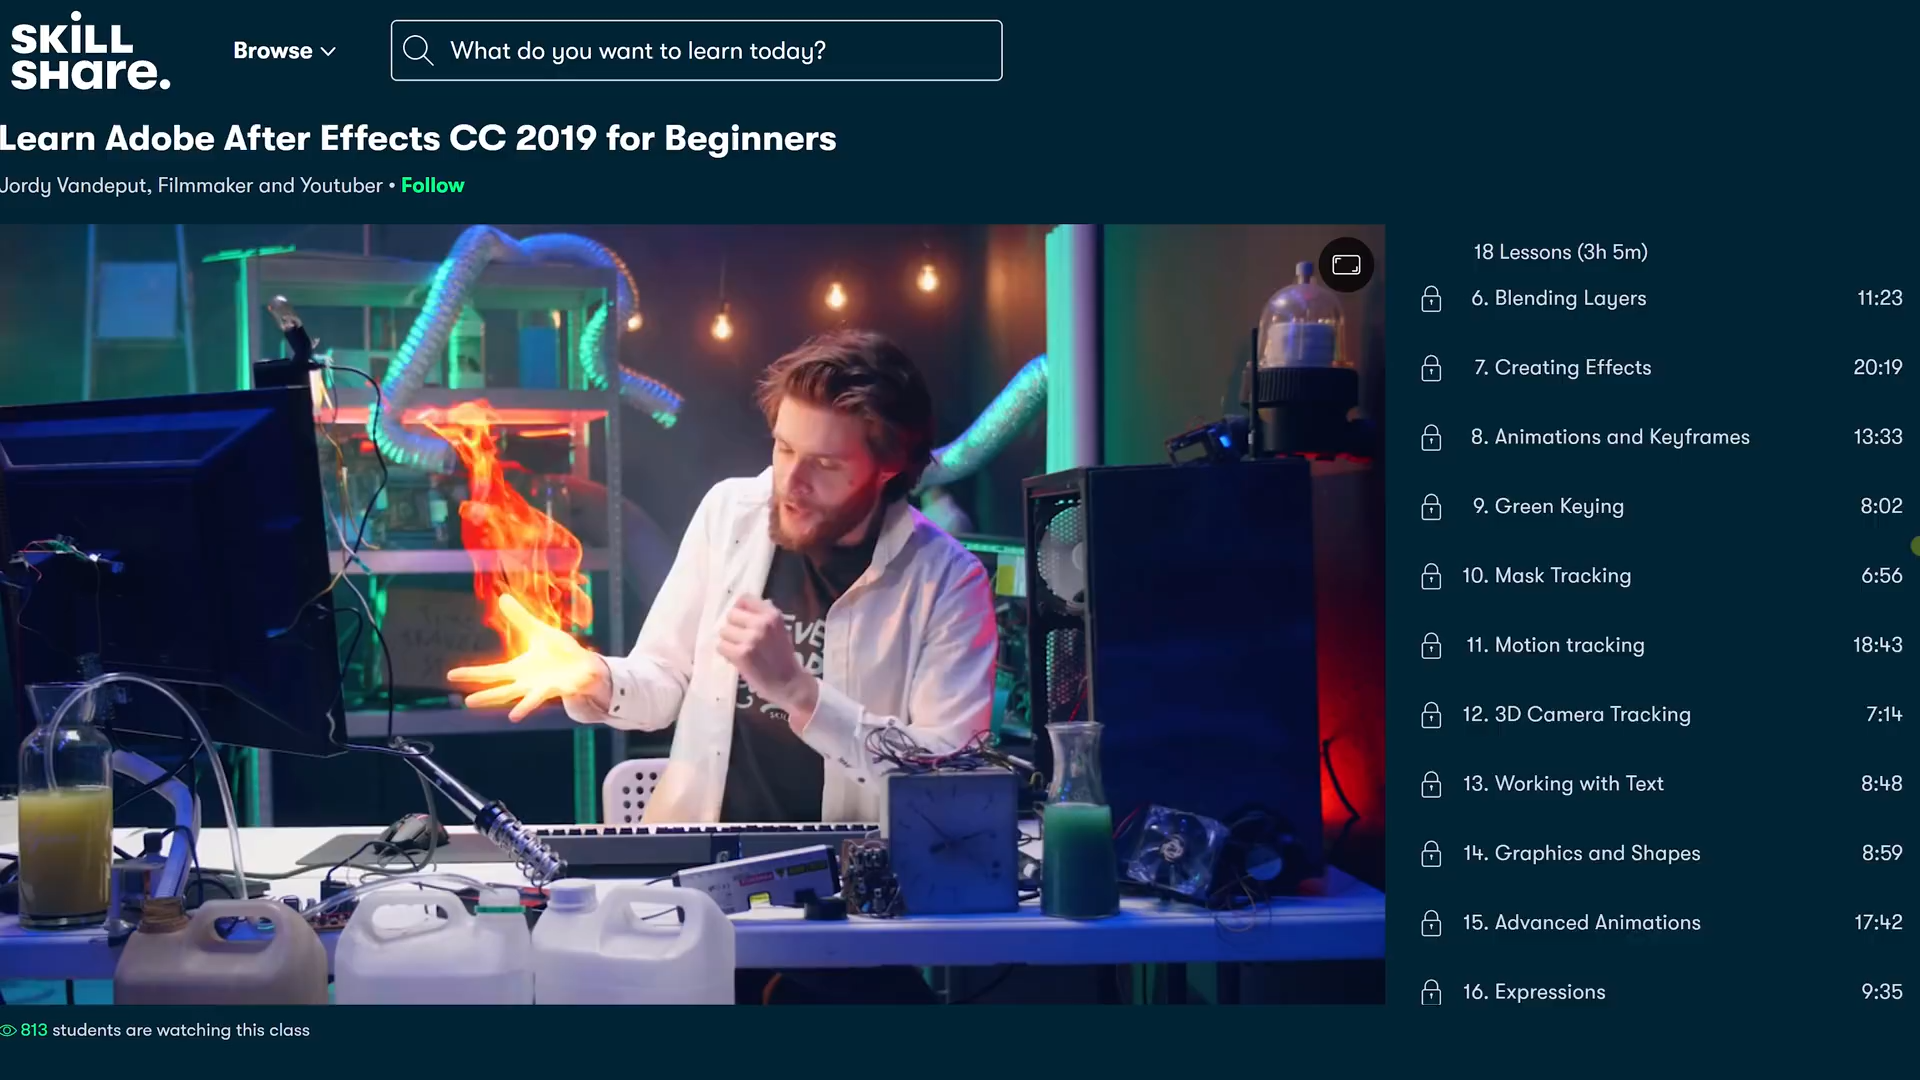 SKILL
SHare.
Browse
What do you want to learn today?
Learn Adobe After Effects CC 2019 for Beginners
Jordy Vandeput, Filmmaker and Youtuber • Follow
18 Lessons (3h 5m)
6. Blending Layers 11:23
7. Creating Effects 20:19
8. Animations and Keyframes 13:33
9. Green Keying 8:02
10. Mask Tracking 6:56
11. Motion tracking 18:43
12. 3D Camera Tracking 7:14
13. Working with Text 8:48
14. Graphics and Shapes 8:59
15. Advanced Animations 17:42
16. Expressions 9:35
813 students are watching this class